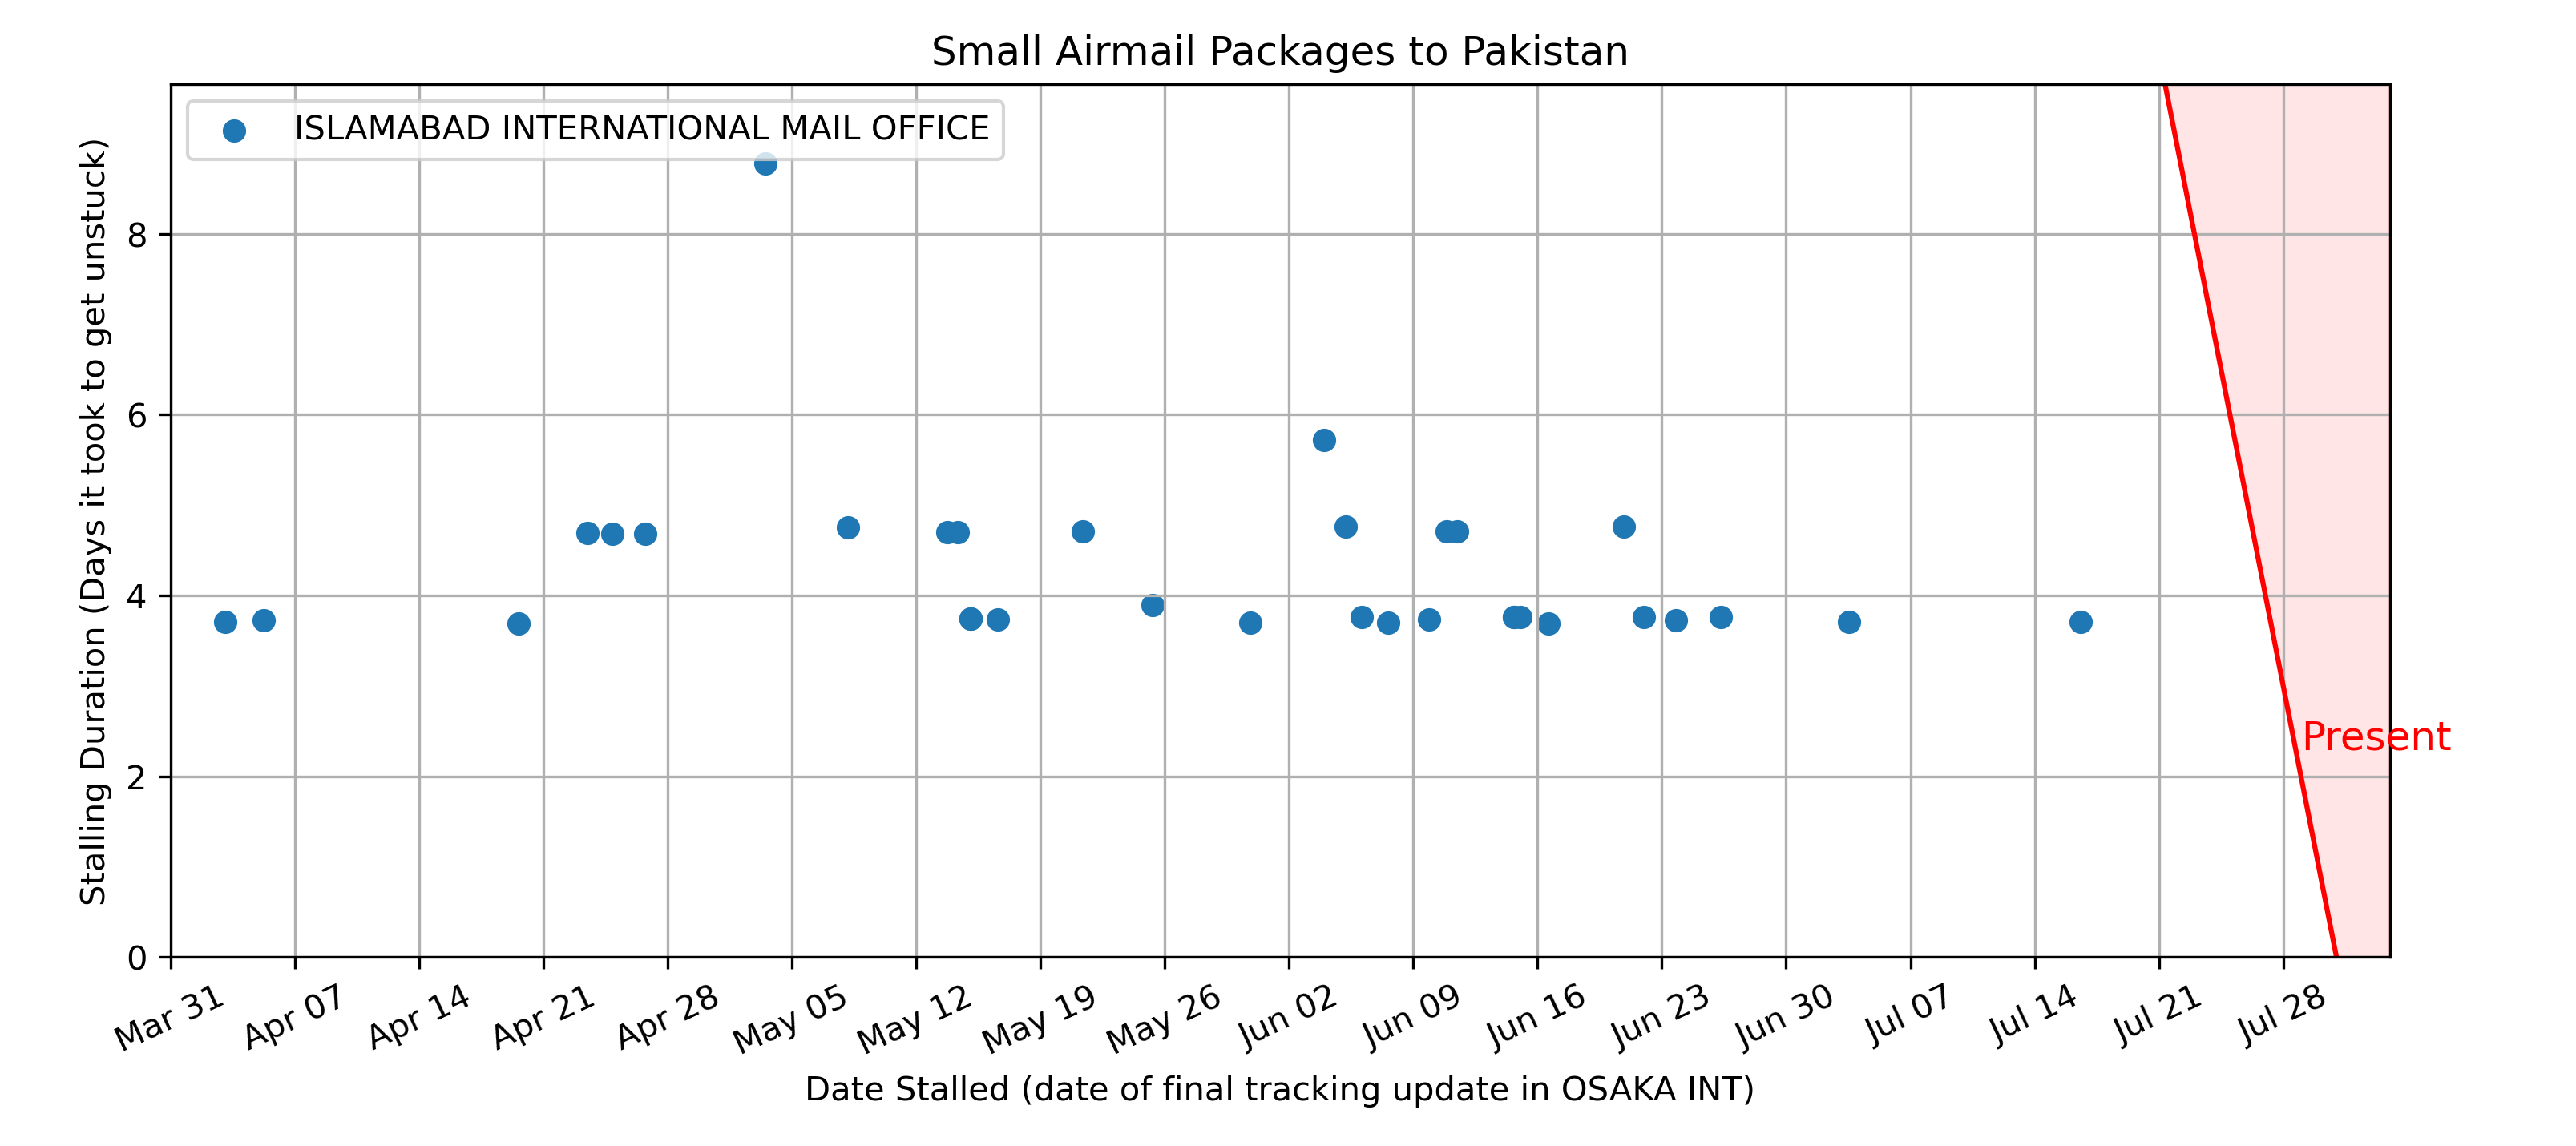 Small Airmail Packages to Pakistan
ISLAMABAD INTERNATIONAL MAIL OFFICE
Stalling Duration (Days it took to get unstuck)
8
6
4
2
0
Present
Mar 31
Apr 07
Apr 14
Apr 21
Apr 28
May 05
May 12
May 19
May 26
Jun 02
Jun 09
Jun 16
Jun 23
Jun 30
Jul 07
Jul 14
Jul 21
Jul 28
Date Stalled (date of final tracking update in OSAKA INT)